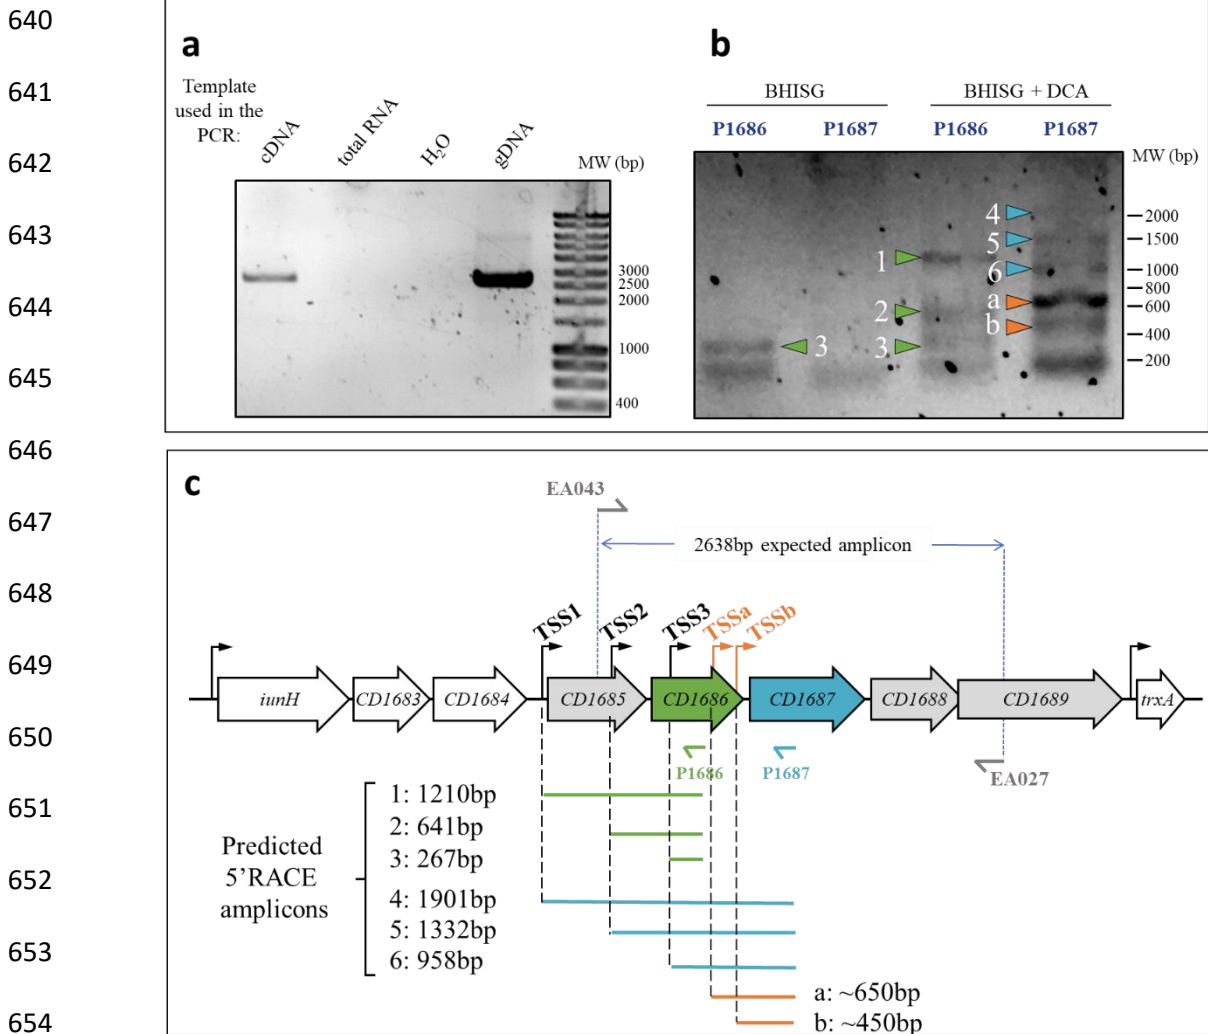 640
641
642
643
644
645
646
647
648
649
650
651
652
653
654
a
Template
used in the
PCR:
cDNA
total RNA
H₂O
gDNA
MW (bp)
3000
2500
2000
1000
400
b
BHISG
BHISG + DCA
P1686
P1687
P1686
P1687
MW (bp)
4
5
1
6
a
2
b
3
3
2000
1500
1000
800
600
400
200
c
EA043
2638bp expected amplicon
TSS1
TSS2
TSS3
TSSa
TSSb
iunH
CD1683
CD1684
CD1685
CD1686
CD1687
CD1688
CD1689
trxA
P1686
P1687
EA027
Predicted
5'RACE
amplicons
1: 1210bp
2: 641bp
3: 267bp
4: 1901bp
5: 1332bp
6: 958bp
a: ~650bp
b: ~450bp